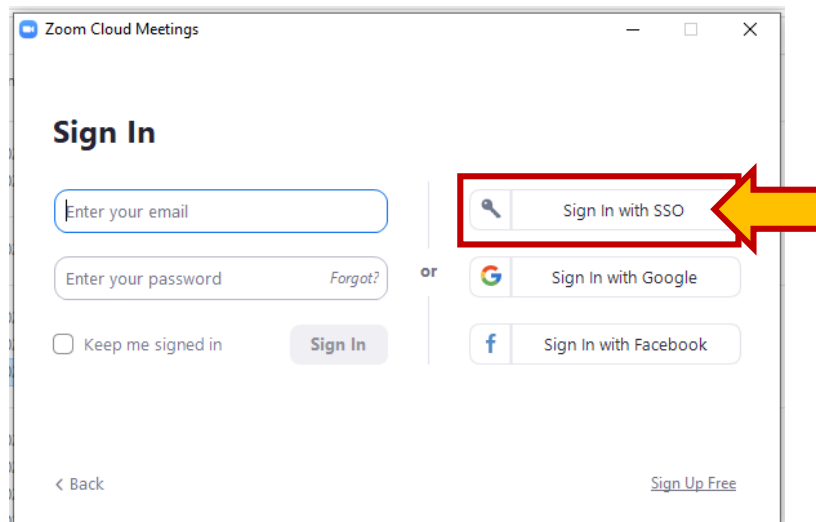 Zoom Cloud Meetings
Sign In
Enter your email
Enter your password Forgot?
Keep me signed in Sign In
or
Sign In with SSO
Sign In with Google
Sign In with Facebook
< Back
Sign Up Free